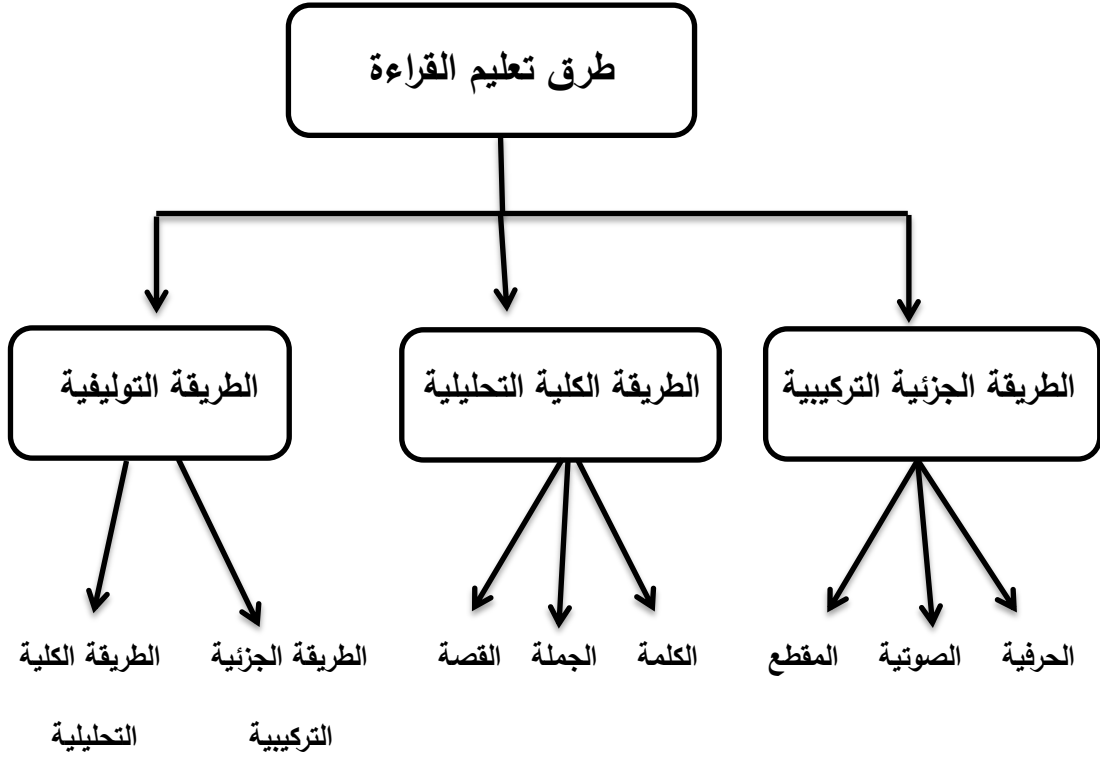 طرق تعليم القراءة
الطريقة الجزئية التركيبية
الطريقة الكلية التحليلية
الطريقة التوليفية
الحرفية
الصوتية
المقطع
الكلمة
الجملة
القصة
الطريقة الجزئية
التركيبية
الطريقة الكلية
التحليلية